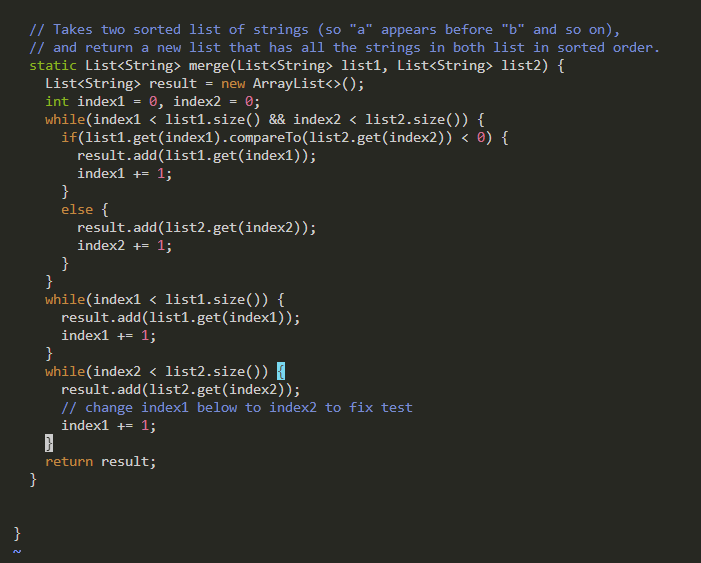 // Takes two sorted list of strings (so "a" appears before "b" and so on),
// and return a new list that has all the strings in both list in sorted order.
static List<String> merge(List<String> list1, List<String> list2) {
  List<String> result = new ArrayList<>();
  int index1 = 0, index2 = 0;
  while(index1 < list1.size() && index2 < list2.size()) {
    if(list1.get(index1).compareTo(list2.get(index2)) < 0) {
      result.add(list1.get(index1));
      index1 += 1;
    }
    else {
      result.add(list2.get(index2));
      index2 += 1;
    }
  }
  while(index1 < list1.size()) {
    result.add(list1.get(index1));
    index1 += 1;
  }
  while(index2 < list2.size()) {
    result.add(list2.get(index2));
    // change index1 below to index2 to fix test
    index1 += 1;
  }
  return result;
}
}
~